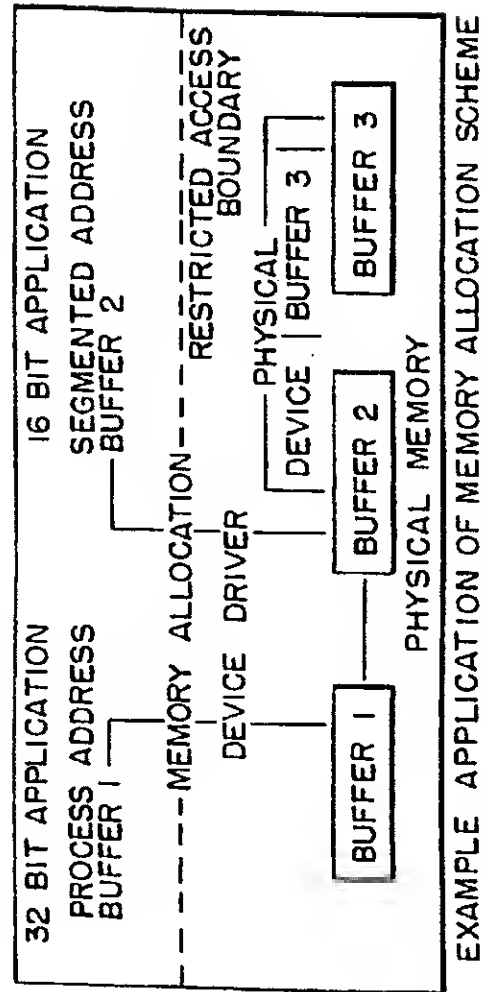 32 BIT APPLICATION
16 BIT APPLICATION
PROCESS ADDRESS
BUFFER 1
SEGMENTED ADDRESS
BUFFER 2
MEMORY ALLOCATION
RESTRICTED ACCESS
BOUNDARY
DEVICE DRIVER
PHYSICAL
DEVICE BUFFER 3
BUFFER 1
BUFFER 2
BUFFER 3
PHYSICAL MEMORY
EXAMPLE APPLICATION OF MEMORY ALLOCATION SCHEME